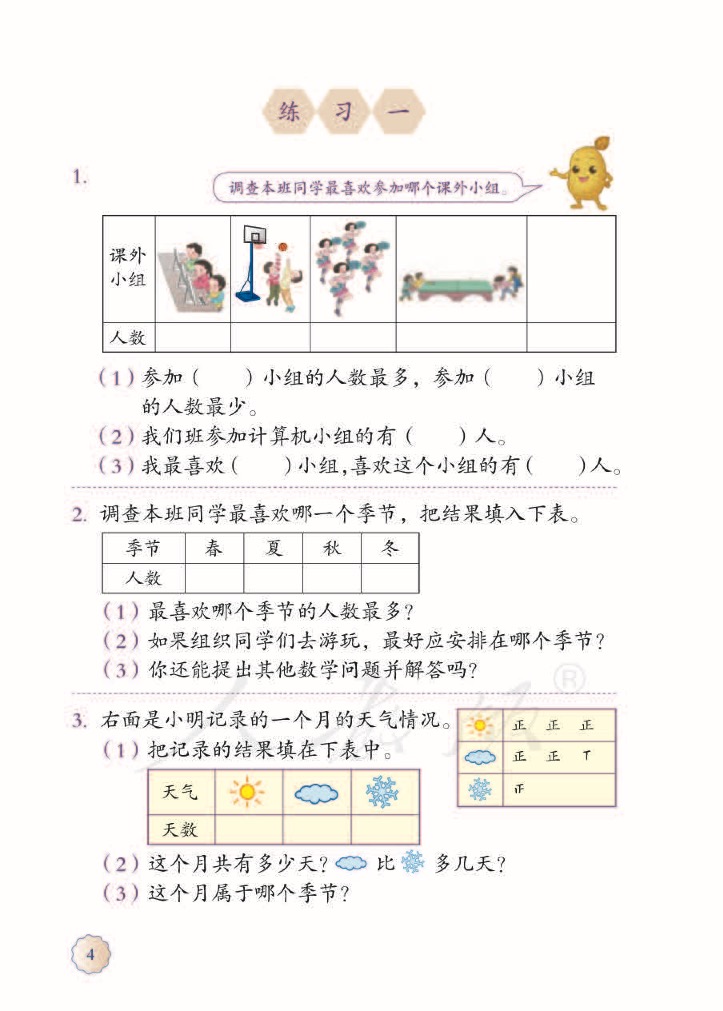 练习一
1.
调查本班同学最喜欢参加哪个课外小组。
课外
小组
人数
(1)参加(  )小组的人数最多，参加(  )小组
的人数最少。
(2)我们班参加计算机小组的有(  )人。
(3)我最喜欢(  )小组,喜欢这个小组的有(  )人。
2. 调查本班同学最喜欢哪一个季节，把结果填入下表。
季节 春 夏 秋 冬
人数
(1)最喜欢哪个季节的人数最多?
(2)如果组织同学们去游玩，最好应安排在哪个季节?
(3)你还能提出其他数学问题并解答吗?
3. 右面是小明记录的一个月的天气情况。
正 正 正
正 正 ㆒丨
正
(1)把记录的结果填在下表中。
天气
天数
(2)这个月共有多少天? 比 多几天?
(3)这个月属于哪个季节?
人教版®
4